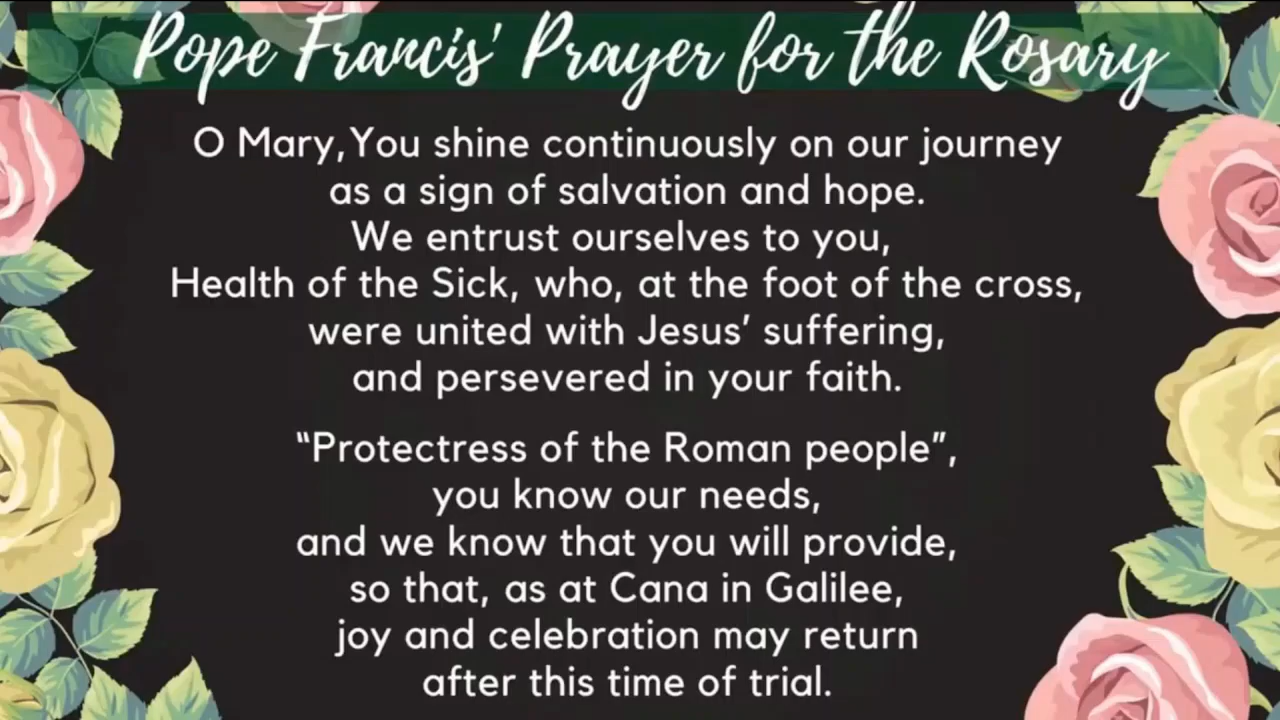 Pope Francis' Prayer for the Rosary
O Mary,You shine continuously on our journey
as a sign of salvation and hope.
We entrust ourselves to you,
Health of the Sick, who, at the foot of the cross,
were united with Jesus’ suffering,
and persevered in your faith.
“Protectress of the Roman people”,
you know our needs,
and we know that you will provide,
so that, as at Cana in Galilee,
joy and celebration may return
after this time of trial.